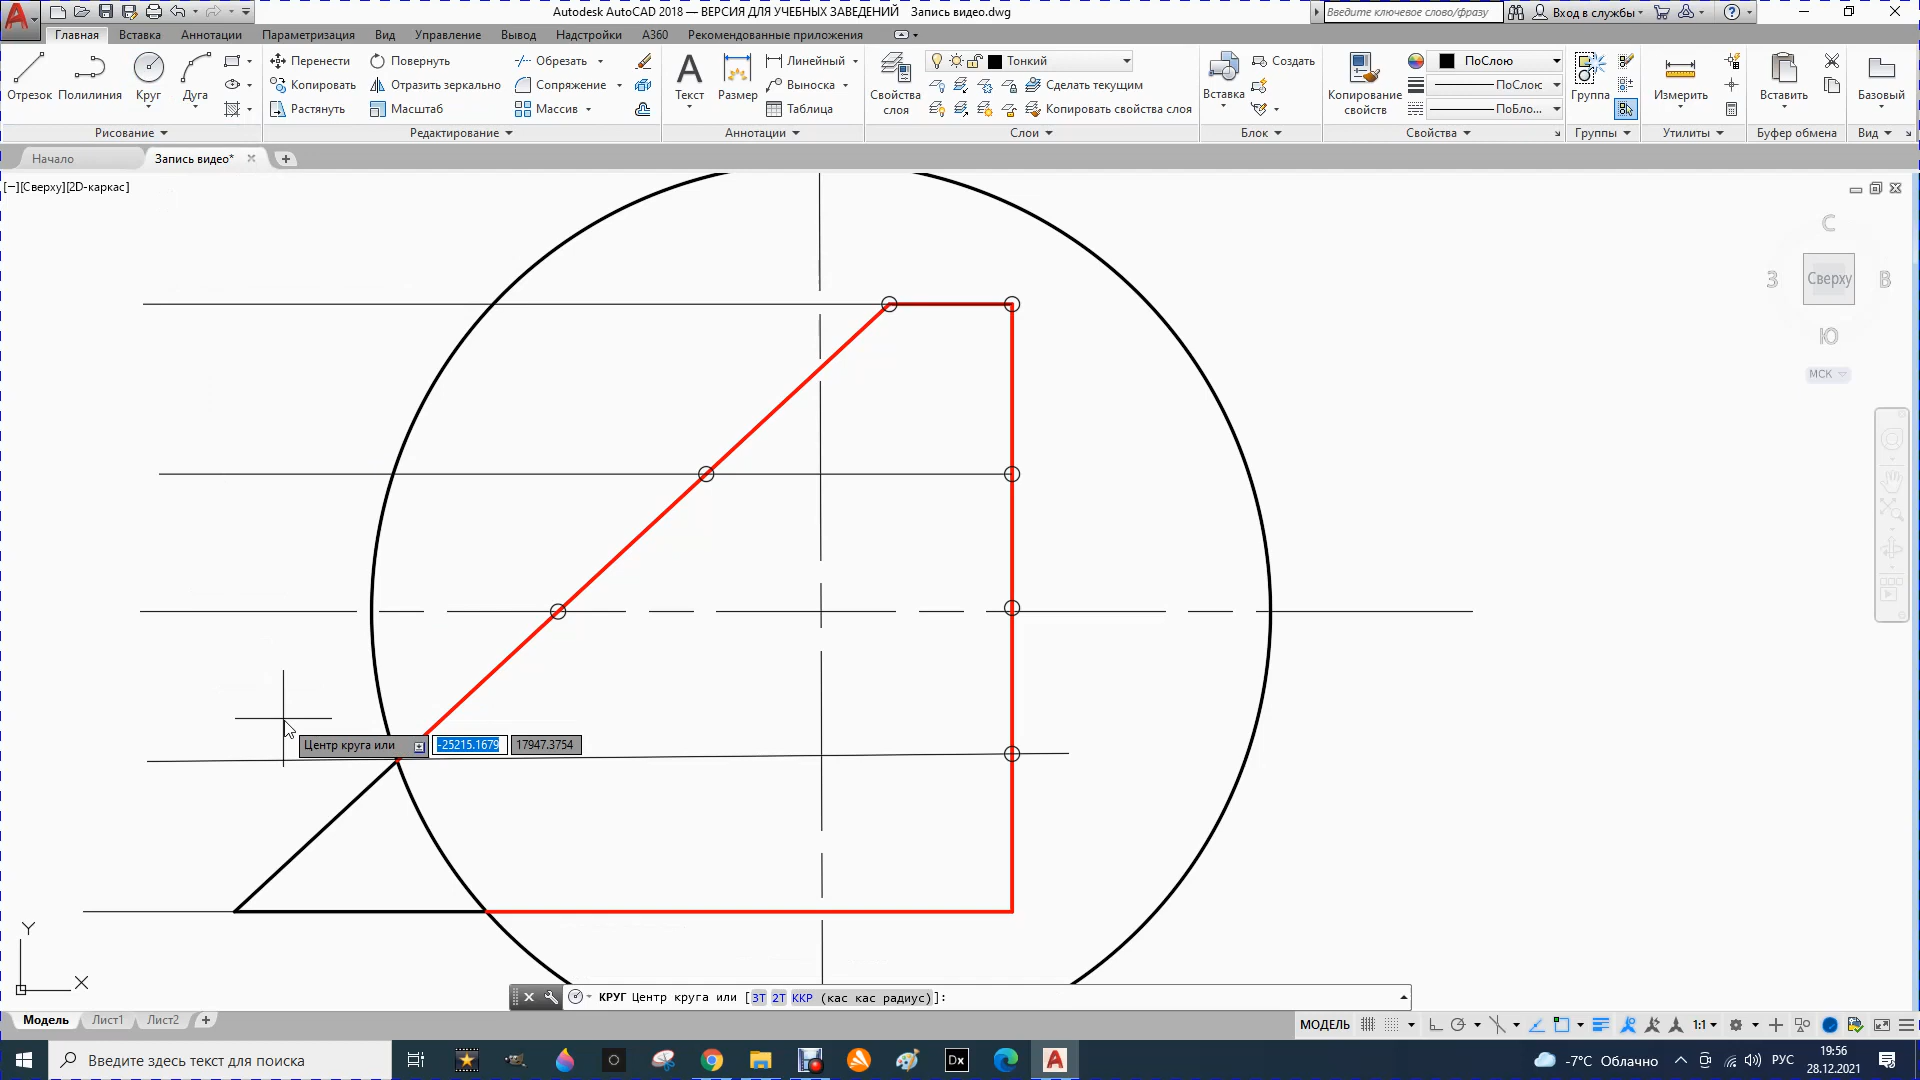 Autodesk AutoCAD 2018 — ВЕРСИЯ ДЛЯ УЧЕБНЫХ ЗАВЕДЕНИЙ Запись видео.dwg
Введите ключевое слово/фразу
Вход в службы
Главная Вставка Аннотации Параметризация Вид Управление Вывод Надстройки A360 Рекомендованные приложения
Отрезок Полилиния Круг Дуга
Рисование
Перенести Повернуть Обрезать
Копировать Отразить зеркально Сопряжение
Растянуть Масштаб Массив
Редактирование
Текст Размер
Линейный
Выноска
Таблица
Аннотации
Свойства слоя
Тонкий
Сделать текущим
Копировать свойства слоя
Слои
Вставка
Создать
Блок
Копирование свойств
ПоСлою
ПоСлою
ПоБло...
Свойства
Группа
Группы
Измерить
Утилиты
Вставить
Буфер обмена
Базовый
Вид
Начало Запись видео*
[−][Сверху][2D-каркас]
С
З Сверху В
Ю
МСК
Центр круга или -25215.1679 17947.3754
Y
X
КРУГ Центр круга или [3Т 2Т ККР (кас кас радиус)]:
Модель Лист1 Лист2
МОДЕЛЬ 1:1
Введите здесь текст для поиска
Dx
-7°C Облачно
РУС
19:56
28.12.2021